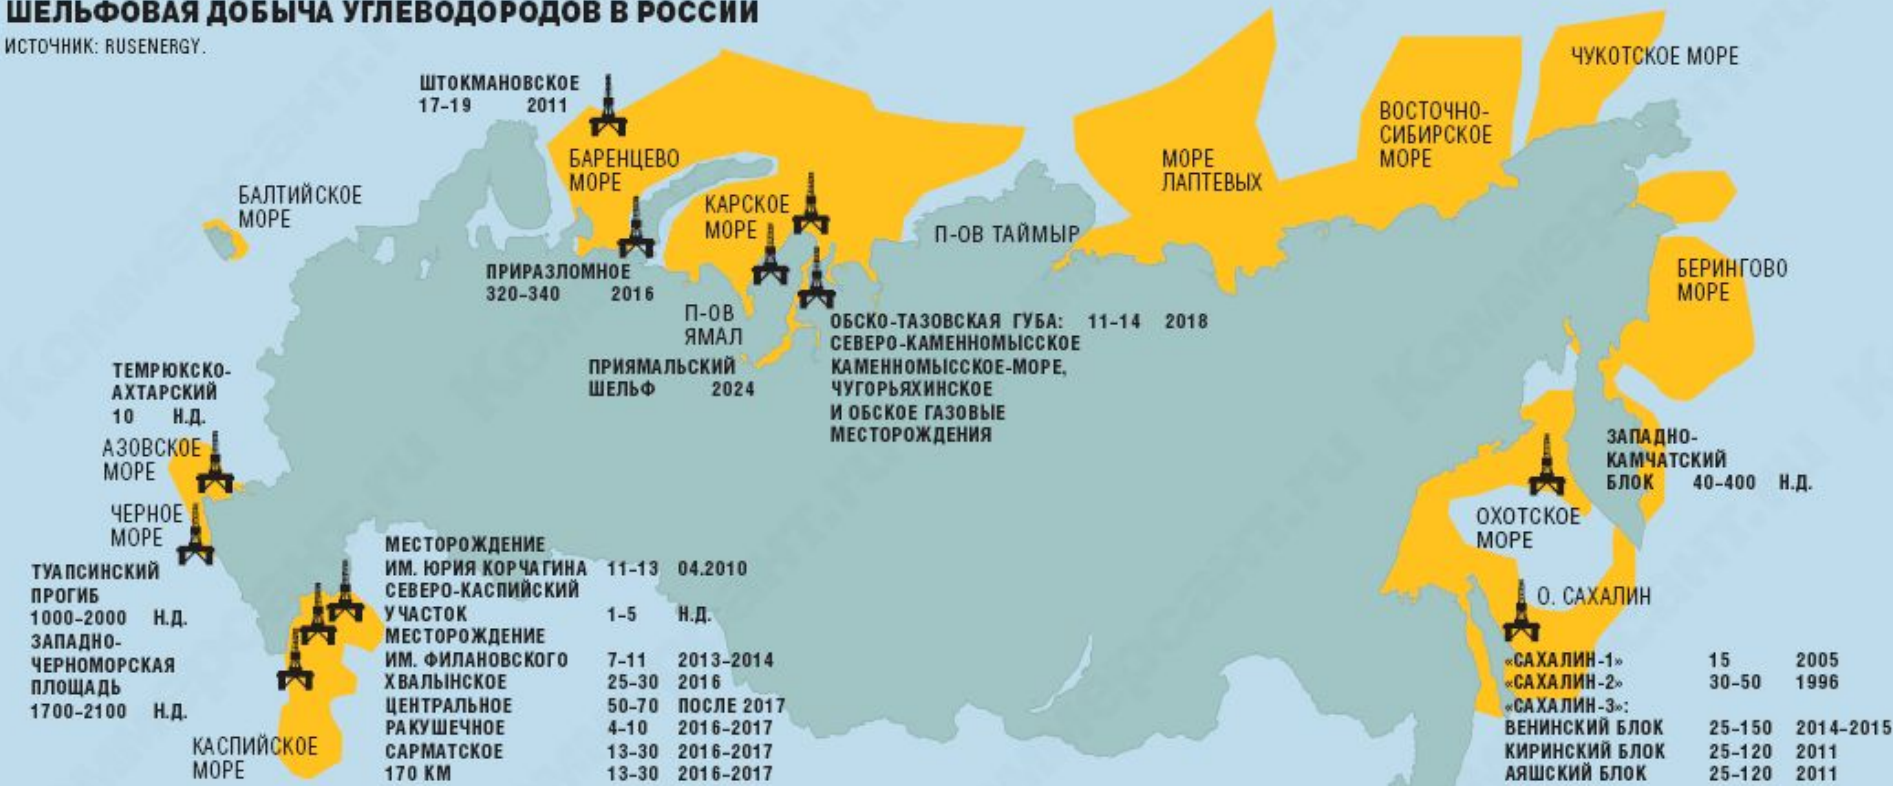 ШЕЛЬФОВАЯ ДОБЫЧА УГЛЕВОДОРОДОВ В РОССИИ
ИСТОЧНИК: RUSENERGY.
ШТОКМАНОВСКОЕ
17-19 2011
БАРЕНЦЕВО
МОРЕ
БАЛТИЙСКОЕ
МОРЕ
КАРСКОЕ
МОРЕ
П-ОВ ТАЙМЫР
МОРЕ
ЛАПТЕВЫХ
ВОСТОЧНО-
СИБИРСКОЕ
МОРЕ
ЧУКОТСКОЕ МОРЕ
БЕРИНГОВО
МОРЕ
ПРИРАЗЛОМНОЕ
320-340 2016
П-ОВ
ЯМАЛ
ПРИЯМАЛЬСКИЙ
ШЕЛЬФ 2024
ОБСКО-ТАЗОВСКАЯ ГУБА: 11-14 2018
СЕВЕРО-КАМЕННОМЫССКОЕ
КАМЕННОМЫССКОЕ-МОРЕ,
ЧУГОРЬЯХИНСКОЕ
И ОБСКОЕ ГАЗОВЫЕ
МЕСТОРОЖДЕНИЯ
ТЕМРЮКСКО-
АХТАРСКИЙ
10 Н.Д.
АЗОВСКОЕ
МОРЕ
ЧЕРНОЕ
МОРЕ
ТУАПСИНСКИЙ
ПРОГИБ
1000-2000 Н.Д.
ЗАПАДНО-
ЧЕРНОМОРСКАЯ
ПЛОЩАДЬ
1700-2100 Н.Д.
КАСПИЙСКОЕ
МОРЕ
МЕСТОРОЖДЕНИЕ
ИМ. ЮРИЯ КОРЧАГИНА 11-13 04.2010
СЕВЕРО-КАСПИЙСКИЙ
УЧАСТОК 1-5 Н.Д.
МЕСТОРОЖДЕНИЕ
ИМ. ФИЛАНОВСКОГО 7-11 2013-2014
ХВАЛЫНСКОЕ 25-30 2016
ЦЕНТРАЛЬНОЕ 50-70 ПОСЛЕ 2017
РАКУШЕЧНОЕ 4-10 2016-2017
САРМАТСКОЕ 13-30 2016-2017
170 КМ 13-30 2016-2017
ЗАПАДНО-
КАМЧАТСКИЙ
БЛОК 40-400 Н.Д.
ОХОТСКОЕ
МОРЕ
О. САХАЛИН
«САХАЛИН-1» 15 2005
«САХАЛИН-2» 30-50 1996
«САХАЛИН-3»:
ВЕНИНСКИЙ БЛОК 25-150 2014-2015
КИРИНСКИЙ БЛОК 25-120 2011
АЯШСКИЙ БЛОК 25-120 2011